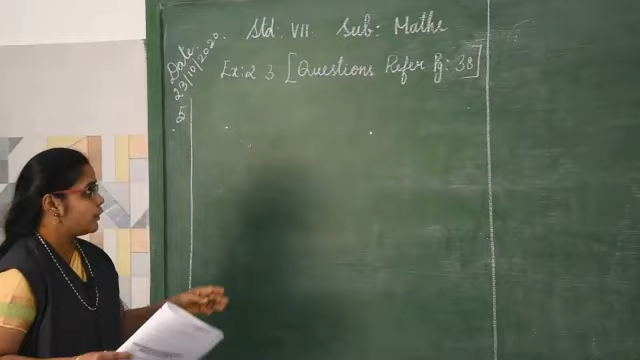 Std: VII. Sub: Maths
Date 23/10/2020.
Ex: 2.3 [Questions Refer Pg: 38]